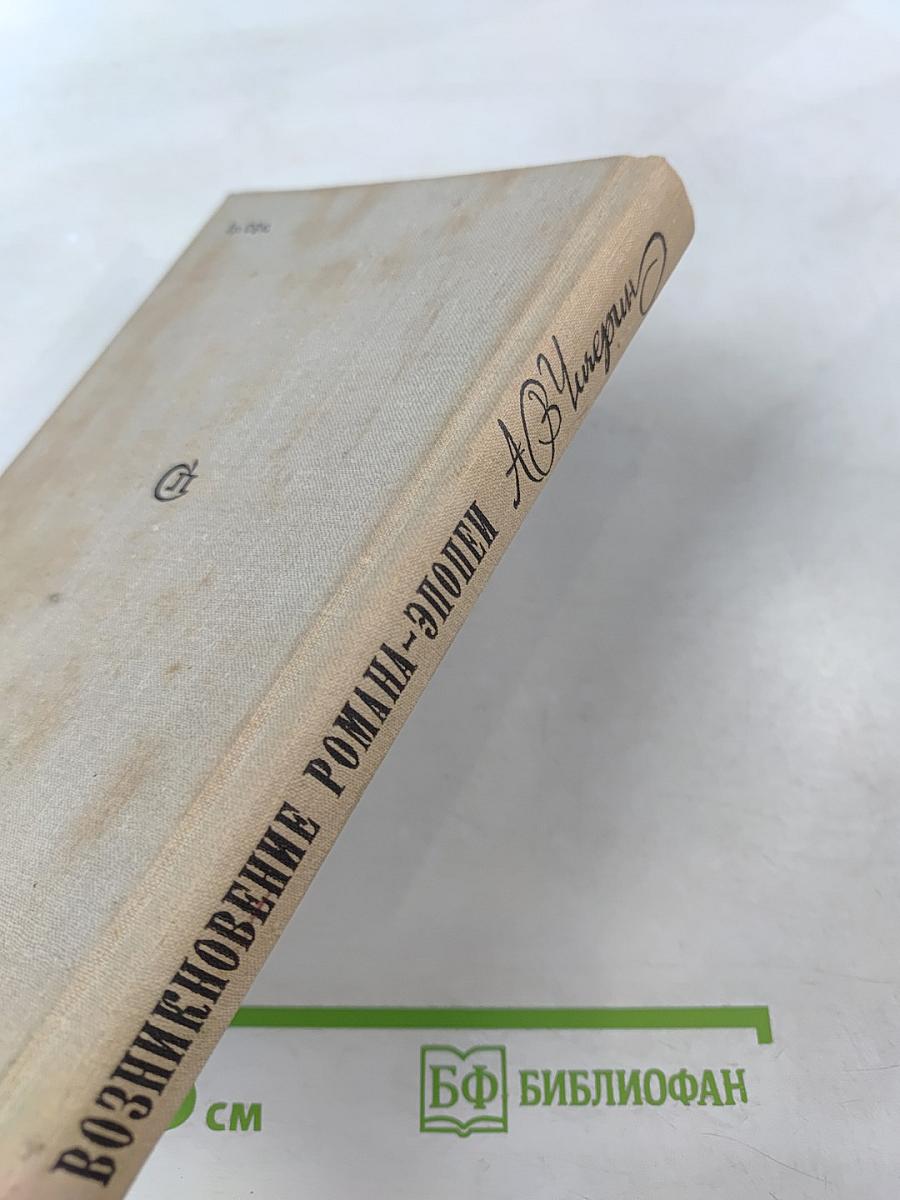 А В Чичерин
ВОЗНИКНОВЕНИЕ РОМАНА-ЭПОПЕИ
см
БФ БИБЛИОФАН